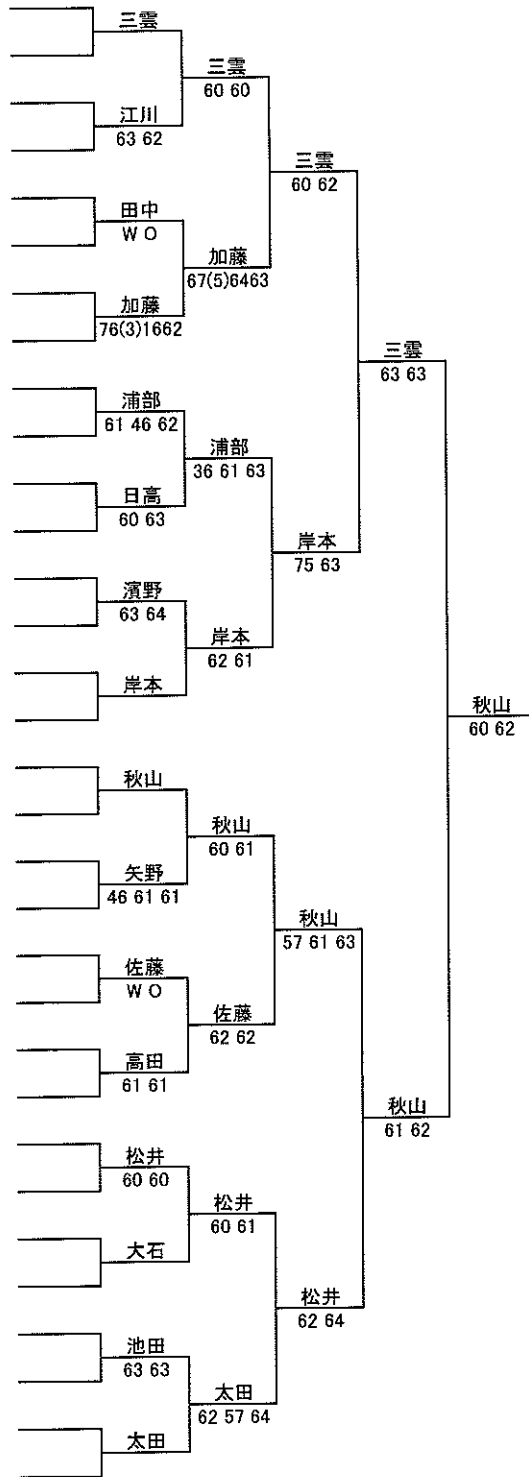 三雲
三雲
60 60
江川
63 62
三雲
60 62
田中
W O
加藤
67(5)6463
加藤
76(3)1662
三雲
63 63
浦部
61 46 62
浦部
36 61 63
日高
60 63
岸本
75 63
濱野
63 64
岸本
62 61
岸本
秋山
60 62
秋山
秋山
60 61
矢野
46 61 61
秋山
57 61 63
佐藤
W O
佐藤
62 62
高田
61 61
秋山
61 62
松井
60 60
松井
60 61
大石
松井
62 64
池田
63 63
太田
62 57 64
太田